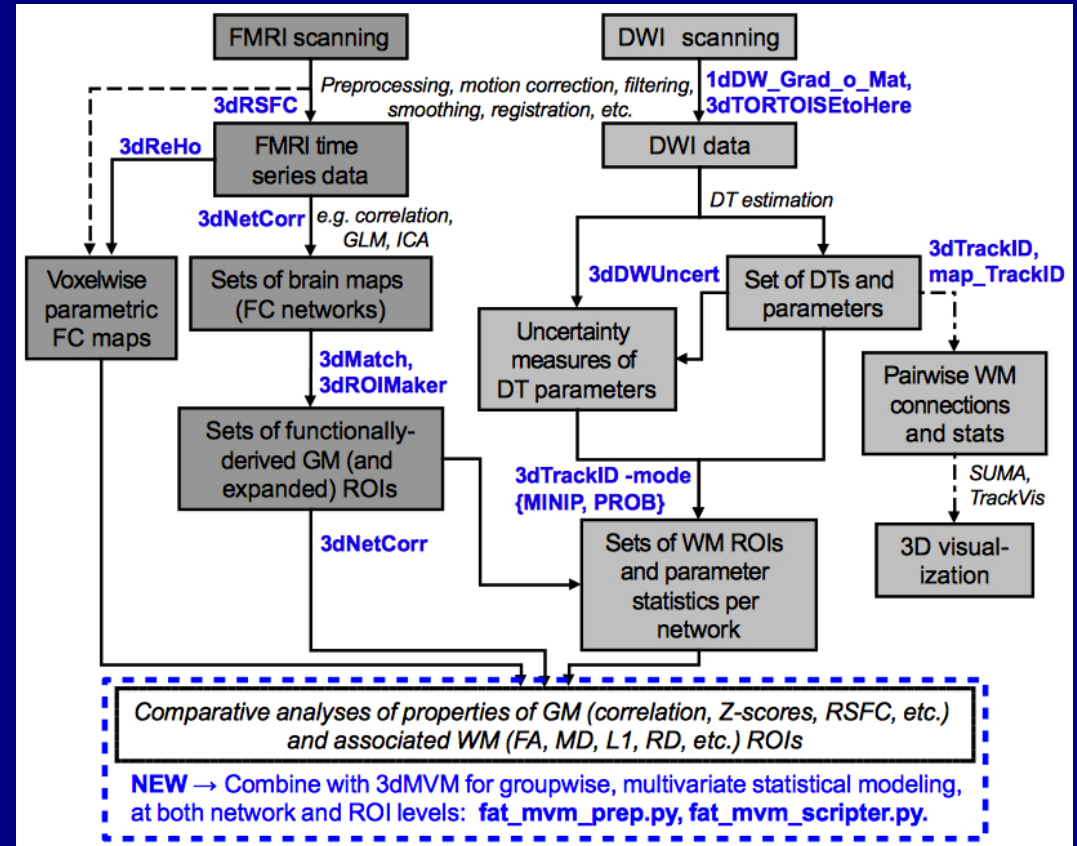 FMRI scanning
DWI scanning
Preprocessing, motion correction, filtering,
smoothing, registration, etc.
1dDW_Grad_o_Mat,
3dTORTOISEtoHere
3dRSFC
3dReHo
FMRI time
series data
DWI data
DT estimation
3dNetCorr
e.g. correlation,
GLM, ICA
Voxelwise
parametric
FC maps
Sets of brain maps
(FC networks)
3dDWUncert
Set of DTs and
parameters
3dTrackID,
map_TrackID
Uncertainty
measures of
DT parameters
3dMatch,
3dROIMaker
Pairwise WM
connections
and stats
Sets of functionally-
derived GM (and
expanded) ROIs
3dTrackID -mode
{MINIP, PROB}
SUMA,
TrackVis
3dNetCorr
Sets of WM ROIs
and parameter
statistics per
network
3D visual-
ization
Comparative analyses of properties of GM (correlation, Z-scores, RSFC, etc.)
and associated WM (FA, MD, L1, RD, etc.) ROIs
NEW → Combine with 3dMVM for groupwise, multivariate statistical modeling,
at both network and ROI levels: fat_mvm_prep.py, fat_mvm_scripter.py.